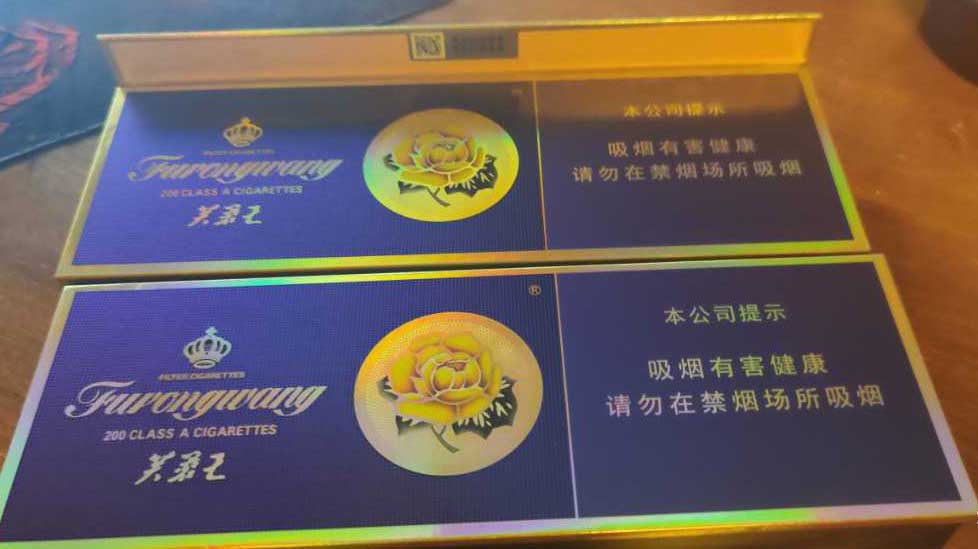 FILTER CIGARETTES
Furongwang
200 CLASS A CIGARETTES
芙蓉王
本公司提示
吸烟有害健康
请勿在禁烟场所吸烟
®
FILTER CIGARETTES
Furongwang
200 CLASS A CIGARETTES
芙蓉王
本公司提示
吸烟有害健康
请勿在禁烟场所吸烟